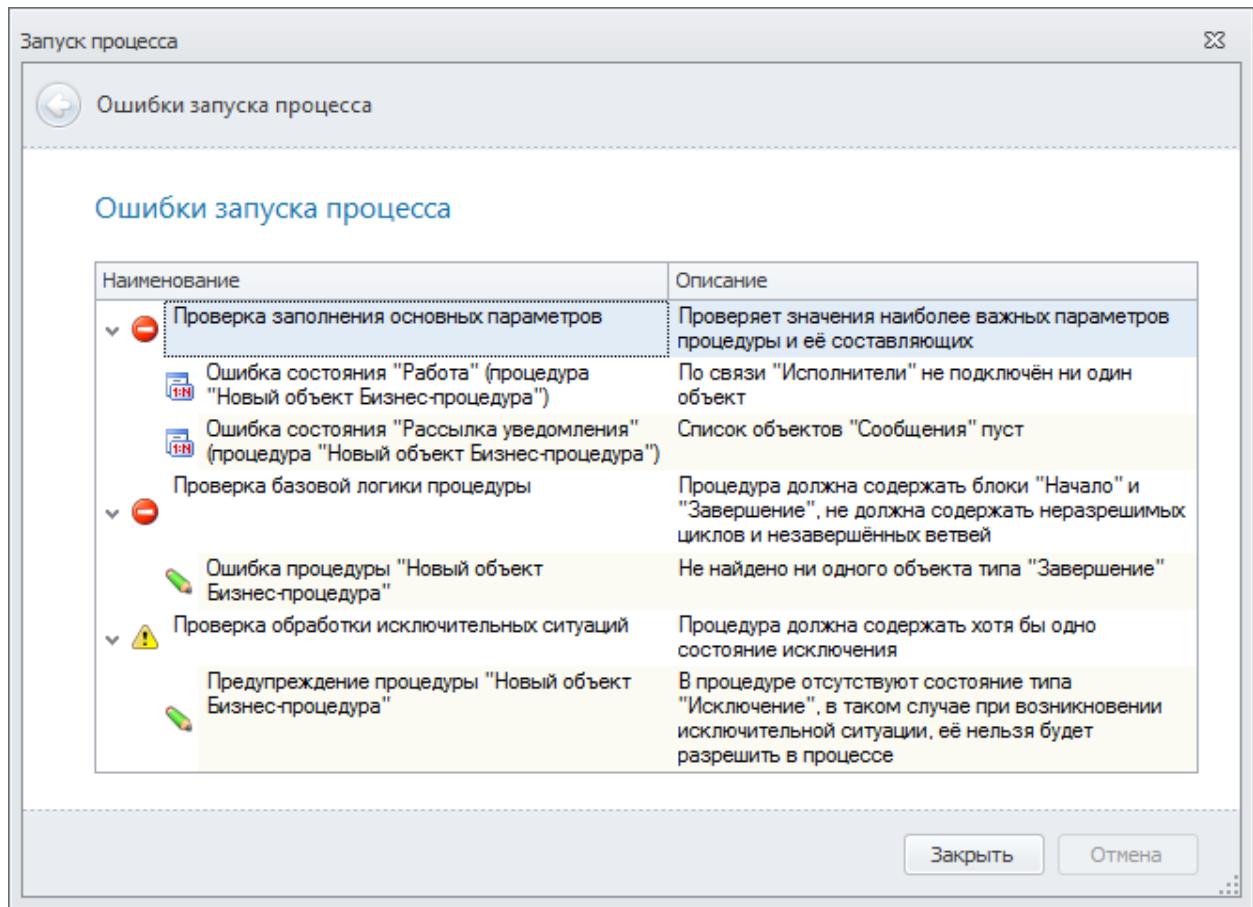 Запуск процесса
Ошибки запуска процесса
Ошибки запуска процесса
Наименование
Описание
Проверка заполнения основных параметров
Проверяет значения наиболее важных параметров
процедуры и её составляющих
1:N
Ошибка состояния "Работа" (процедура
"Новый объект Бизнес-процедура")
По связи "Исполнители" не подключён ни один
объект
1:N
Ошибка состояния "Рассылка уведомления"
(процедура "Новый объект Бизнес-процедура")
Список объектов "Сообщения" пуст
Проверка базовой логики процедуры
Процедура должна содержать блоки "Начало" и
"Завершение", не должна содержать неразрешимых
циклов и незавершённых ветвей
Ошибка процедуры "Новый объект
Бизнес-процедура"
Не найдено ни одного объекта типа "Завершение"
Проверка обработки исключительных ситуаций
Процедура должна содержать хотя бы одно
состояние исключения
Предупреждение процедуры "Новый объект
Бизнес-процедура"
В процедуре отсутствуют состояние типа
"Исключение", в таком случае при возникновении
исключительной ситуации, её нельзя будет
разрешить в процессе
Закрыть
Отмена